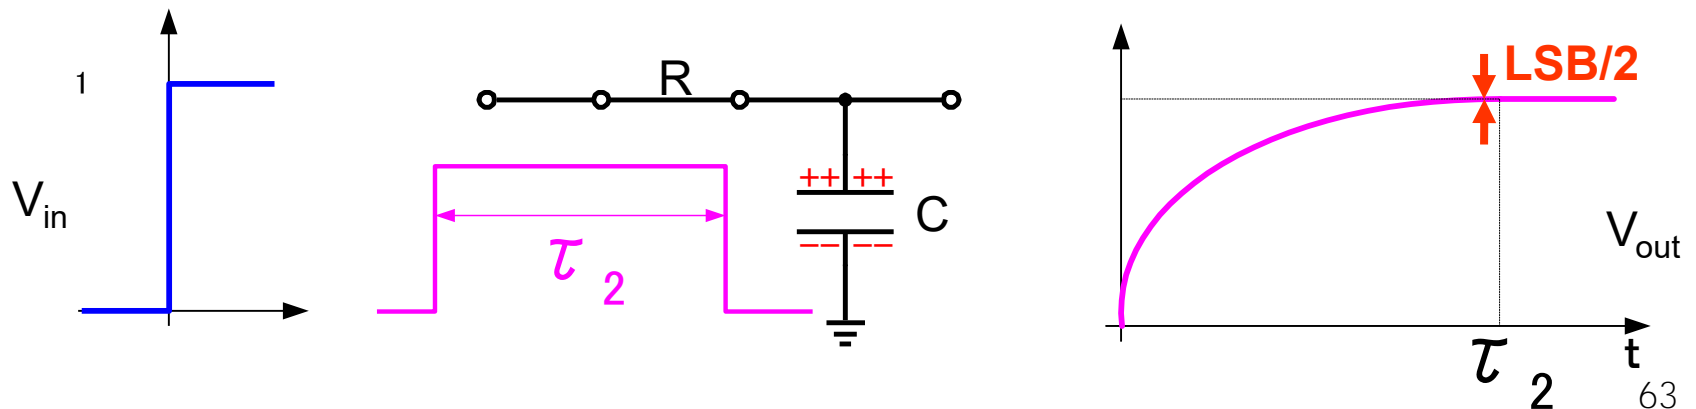 1
V_in
R
τ 2
++ ++
C
−− −−
LSB/2
V_out
τ 2
t
63